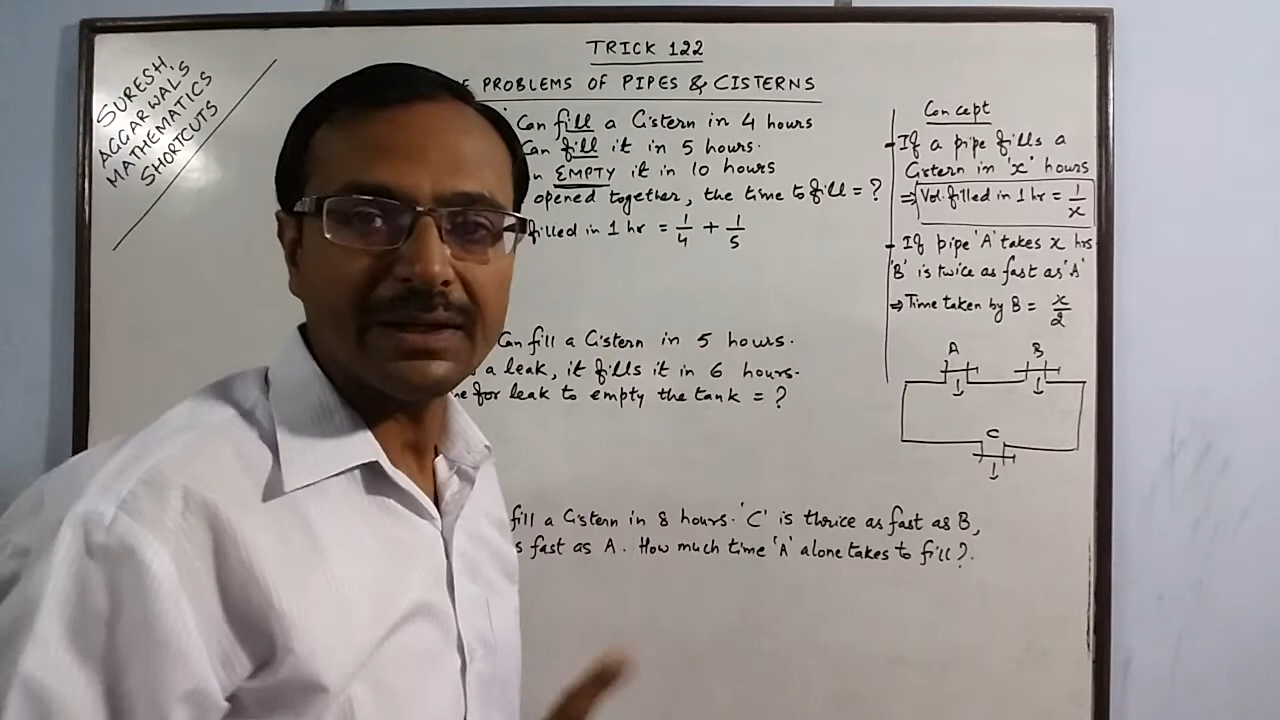 SURESH
AGGARWAL'S
MATHEMATICS
SHORTCUTS
TRICK 122
PROBLEMS OF PIPES & CISTERNS
Can fill a Cistern in 4 hours
Can fill it in 5 hours.
EMPTY it in 10 hours
opened together, the time to fill = ?
filled in 1 hr = 1/4 + 1/5
Can fill a Cistern in 5 hours.
a leak, it fills it in 6 hours.
for leak to empty the tank = ?
fill a Cistern in 8 hours. 'C' is thrice as fast as B,
fast as A. How much time 'A' alone takes to fill?.
Concept
- If a pipe fills a
Cistern in 'x' hours
⇒ Vol. filled in 1 hr = 1/x
- If pipe 'A' takes x hrs
'B' is twice as fast as 'A'
⇒ Time taken by B = x/2
A B
C